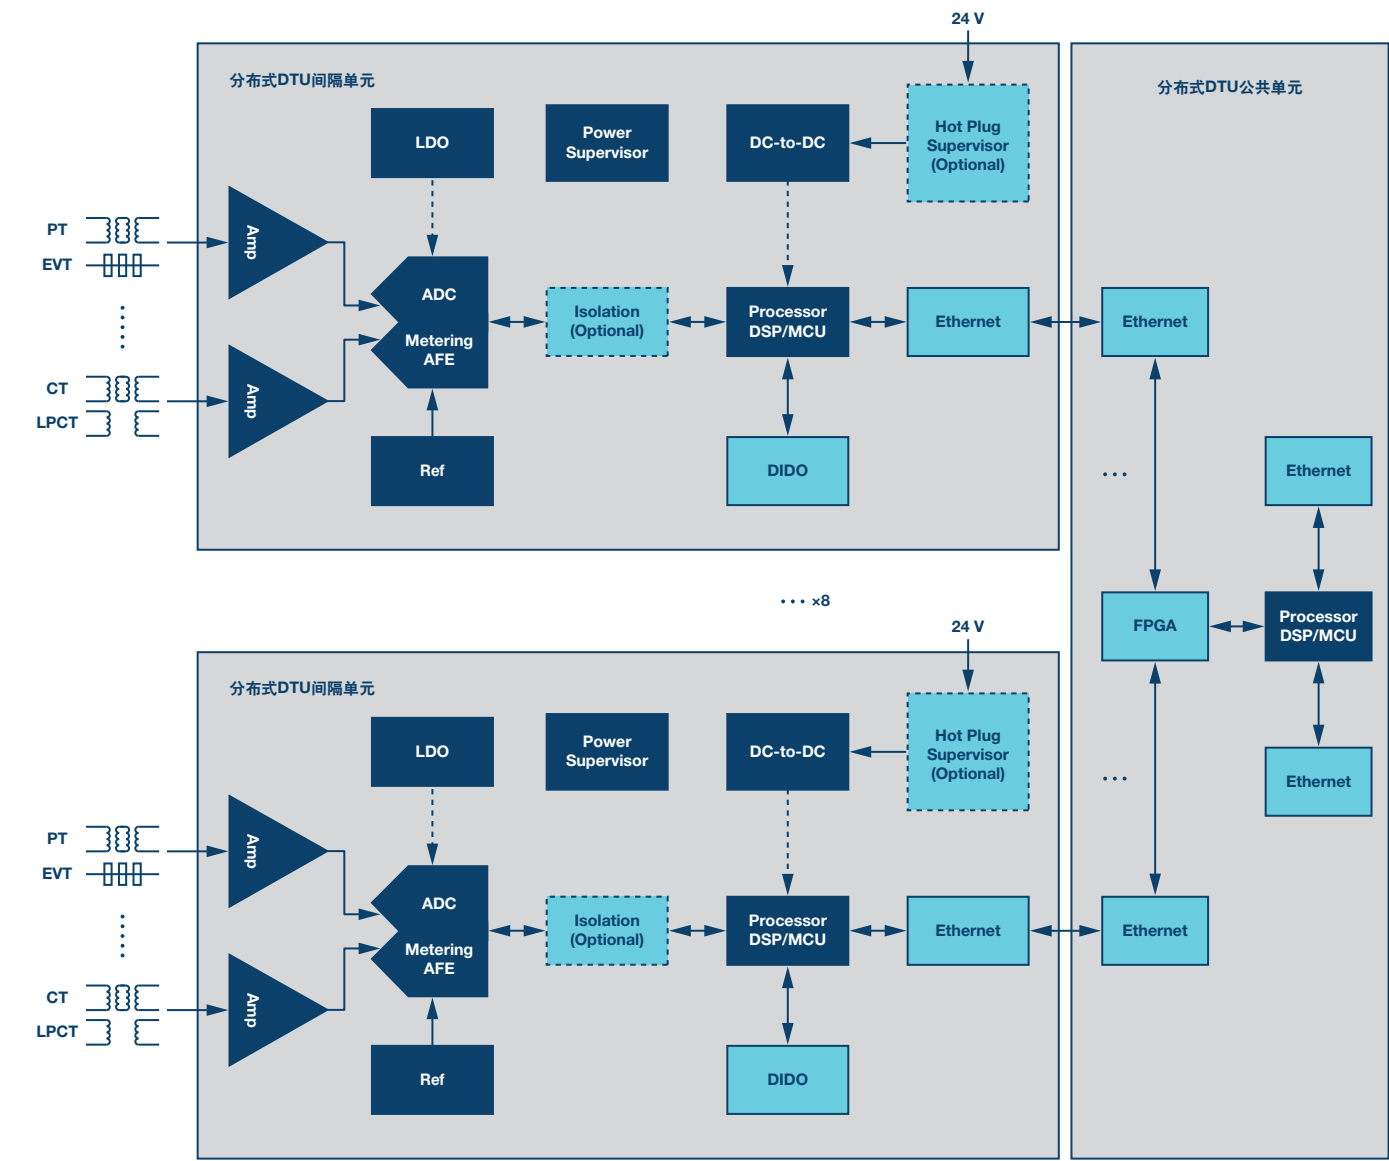 24 V
分布式DTU间隔单元
分布式DTU公共单元
LDO
Power
Supervisor
DC-to-DC
Hot Plug
Supervisor
(Optional)
PT
EVT
Amp
ADC
Metering
AFE
Isolation
(Optional)
Processor
DSP/MCU
Ethernet
Ethernet
CT
LPCT
Amp
Ref
DIDO
...
Ethernet
... ×8
FPGA
Processor
DSP/MCU
24 V
分布式DTU间隔单元
LDO
Power
Supervisor
DC-to-DC
Hot Plug
Supervisor
(Optional)
...
Ethernet
PT
EVT
Amp
ADC
Metering
AFE
Isolation
(Optional)
Processor
DSP/MCU
Ethernet
Ethernet
CT
LPCT
Amp
Ref
DIDO